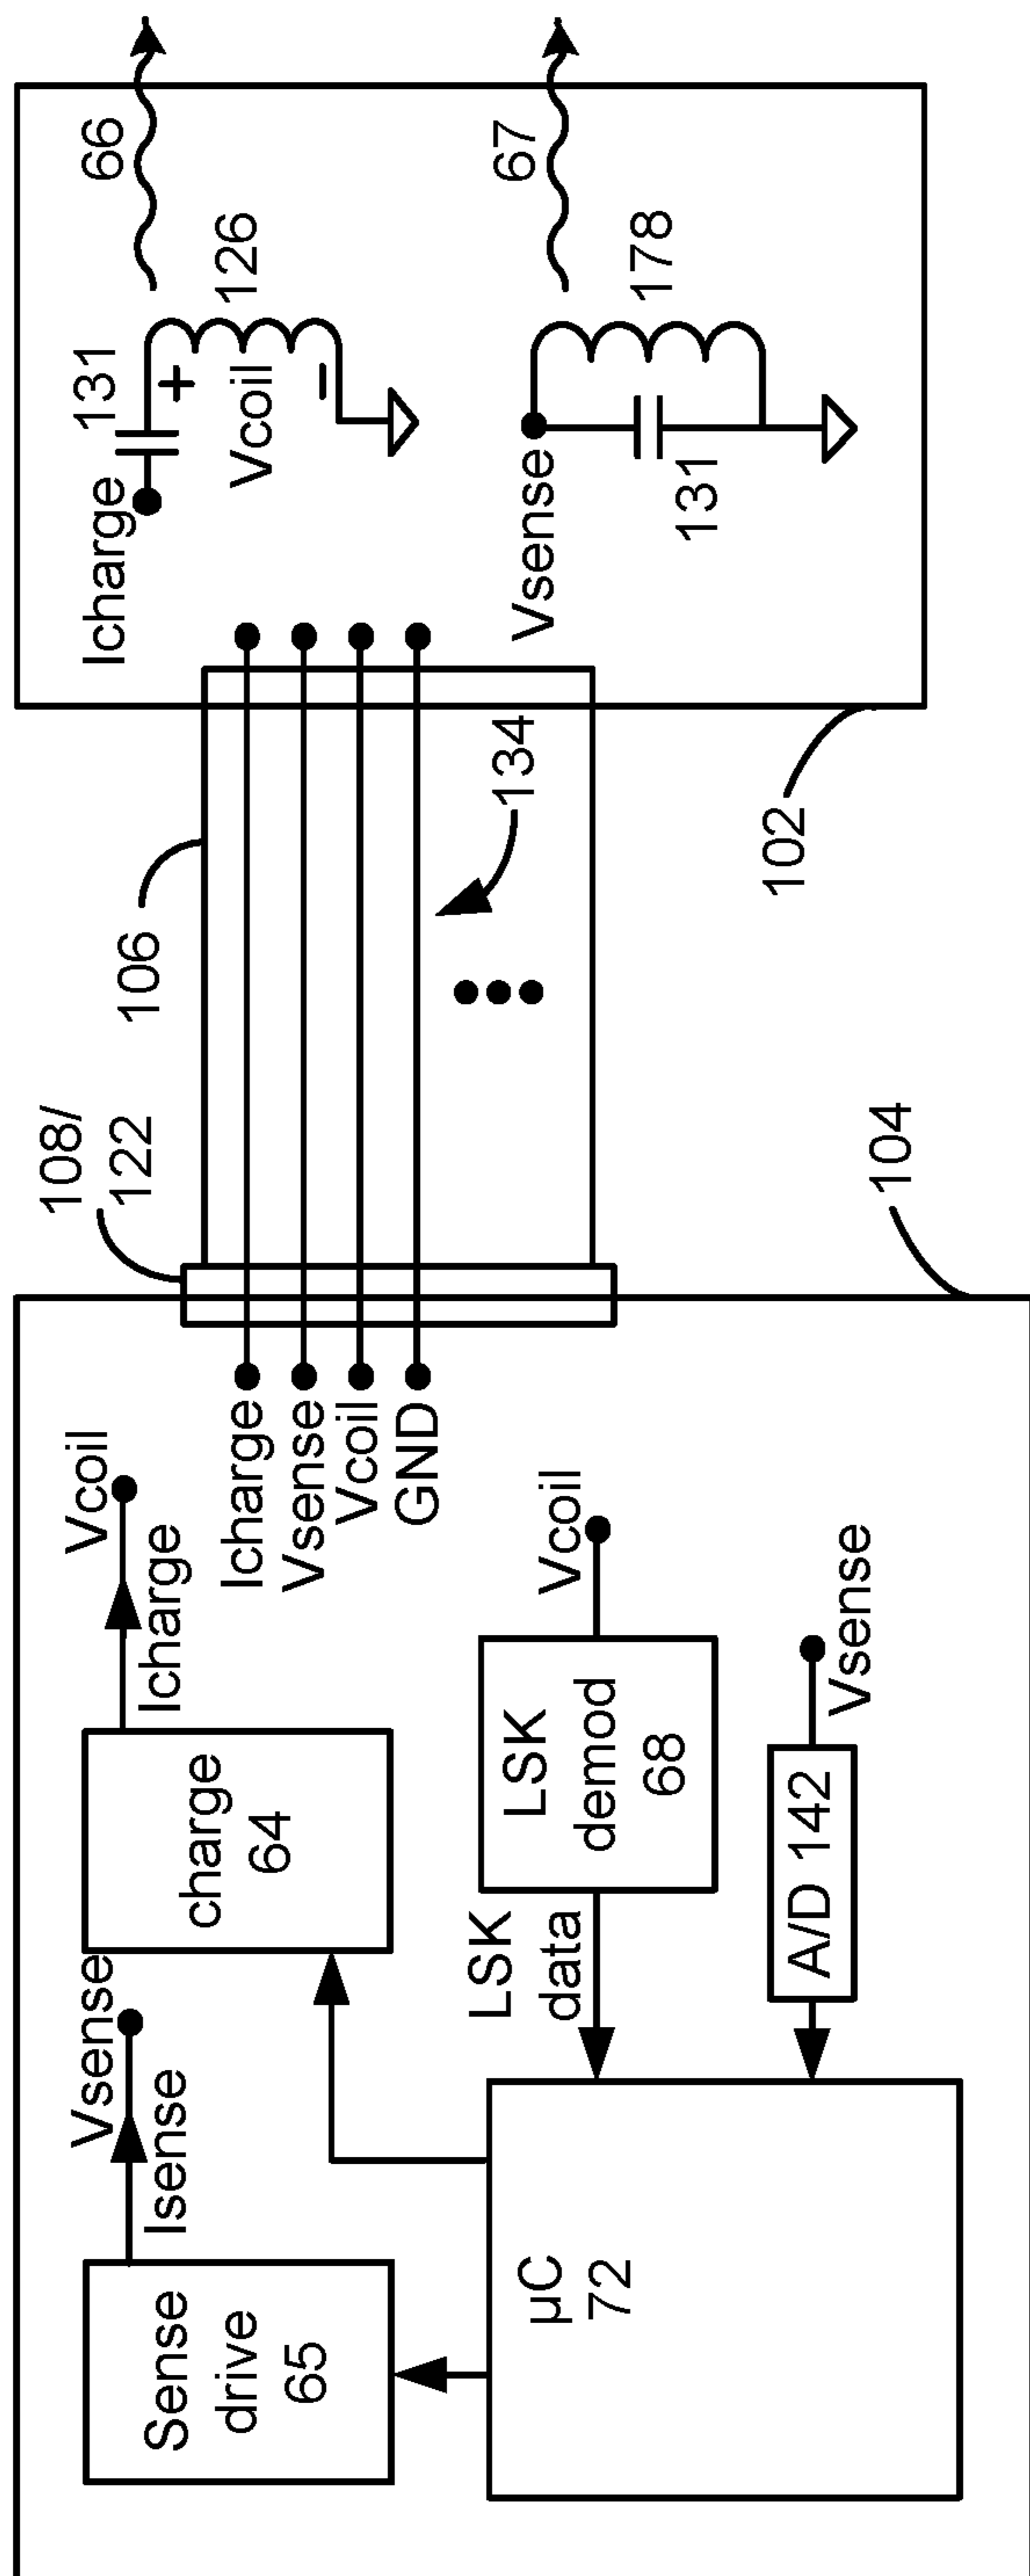 Sense
drive
65
Vsense
Isense
charge
64
Vcoil
Icharge
µC
72
LSK
data
LSK
demod
68
Vcoil
A/D 142
Vsense
Icharge
Vsense
Vcoil
GND
108/
122
104
106
134
102
Icharge
131
+
Vcoil
–
126
66
Vsense
131
178
67